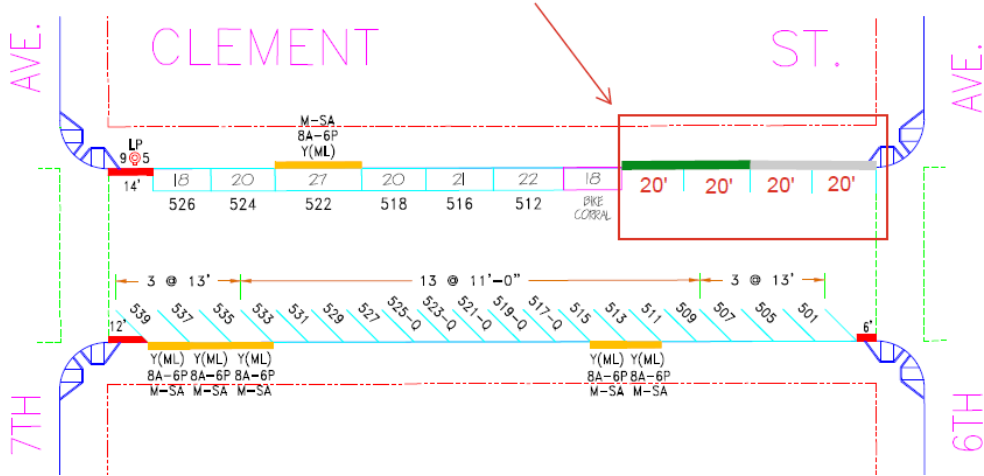 AVE.
CLEMENT ST.
AVE.
M-SA
8A-6P
Y(ML)
LP
9 5
14'
18 20 27 20 21 22 18 20' 20' 20' 20'
526 524 522 518 516 512
BIKE
CORRAL
3 @ 13' 13 @ 11'-0" 3 @ 13'
539 537 535 533 531 529 527 525-Q 523-Q 521-Q 519-Q 517-Q 515 513 511 509 507 505 501
12' 6'
Y(ML) Y(ML) Y(ML) Y(ML) Y(ML)
8A-6P 8A-6P 8A-6P 8A-6P 8A-6P
M-SA M-SA M-SA M-SA M-SA
7TH
6TH